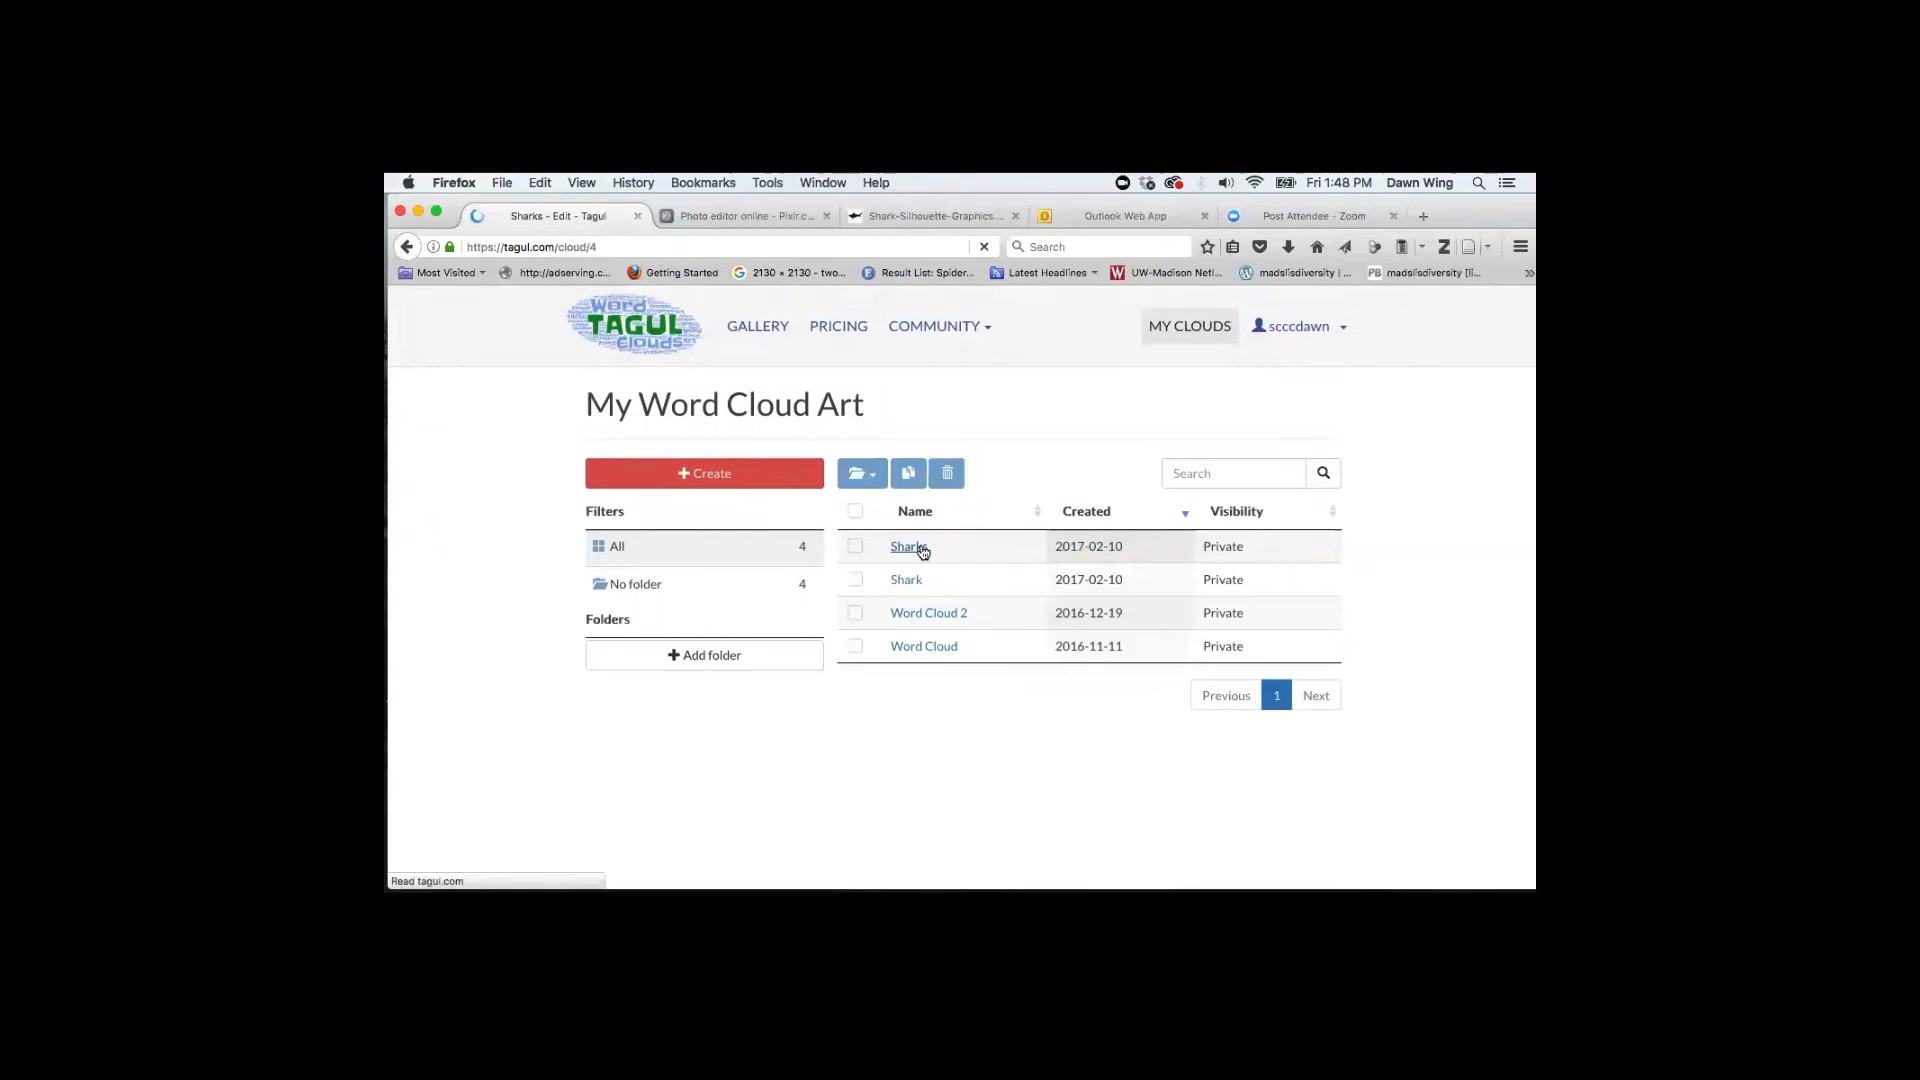 Firefox File Edit View History Bookmarks Tools Window Help Fri 1:48 PM Dawn Wing
Sharks - Edit - Tagul Photo editor online - Pixlr.c... Shark-Silhouette-Graphics.... Outlook Web App Post Attendee - Zoom
https://tagul.com/cloud/4 Search
Most Visited http://adserving.c... Getting Started 2130 × 2130 - two... Result List: Spider... Latest Headlines UW-Madison Netl... madslisdiversity | ... madslisdiversity [li...
Word
TAGUL
Clouds
GALLERY PRICING COMMUNITY MY CLOUDS scccdawn
My Word Cloud Art
Create Search
Filters Name Created Visibility
All 4 Sharks 2017-02-10 Private
No folder 4 Shark 2017-02-10 Private
Folders Word Cloud 2 2016-12-19 Private
Add folder Word Cloud 2016-11-11 Private
Previous 1 Next
Read tagul.com